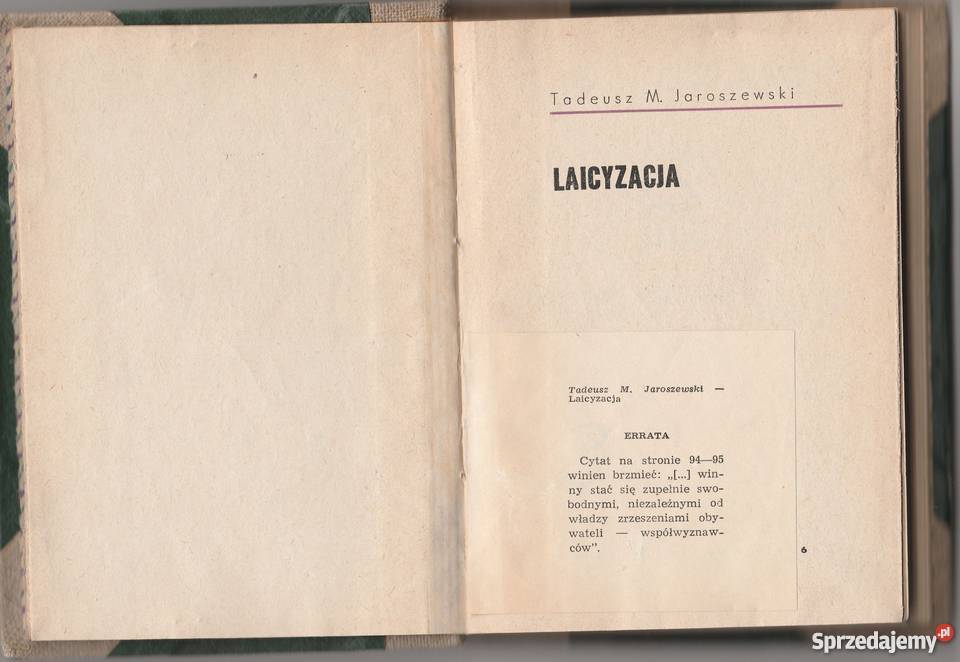 Tadeusz M. Jaroszewski
LAICYZACJA
Tadeusz M. Jaroszewski —
Laicyzacja
ERRATA
Cytat na stronie 94—95
winien brzmieć: „[...] win-
ny stać się zupełnie swo-
bodnymi, niezależnymi od
władzy zrzeszeniami oby-
wateli — współwyznaw-
ców”.
6
Sprzedajemy.pl